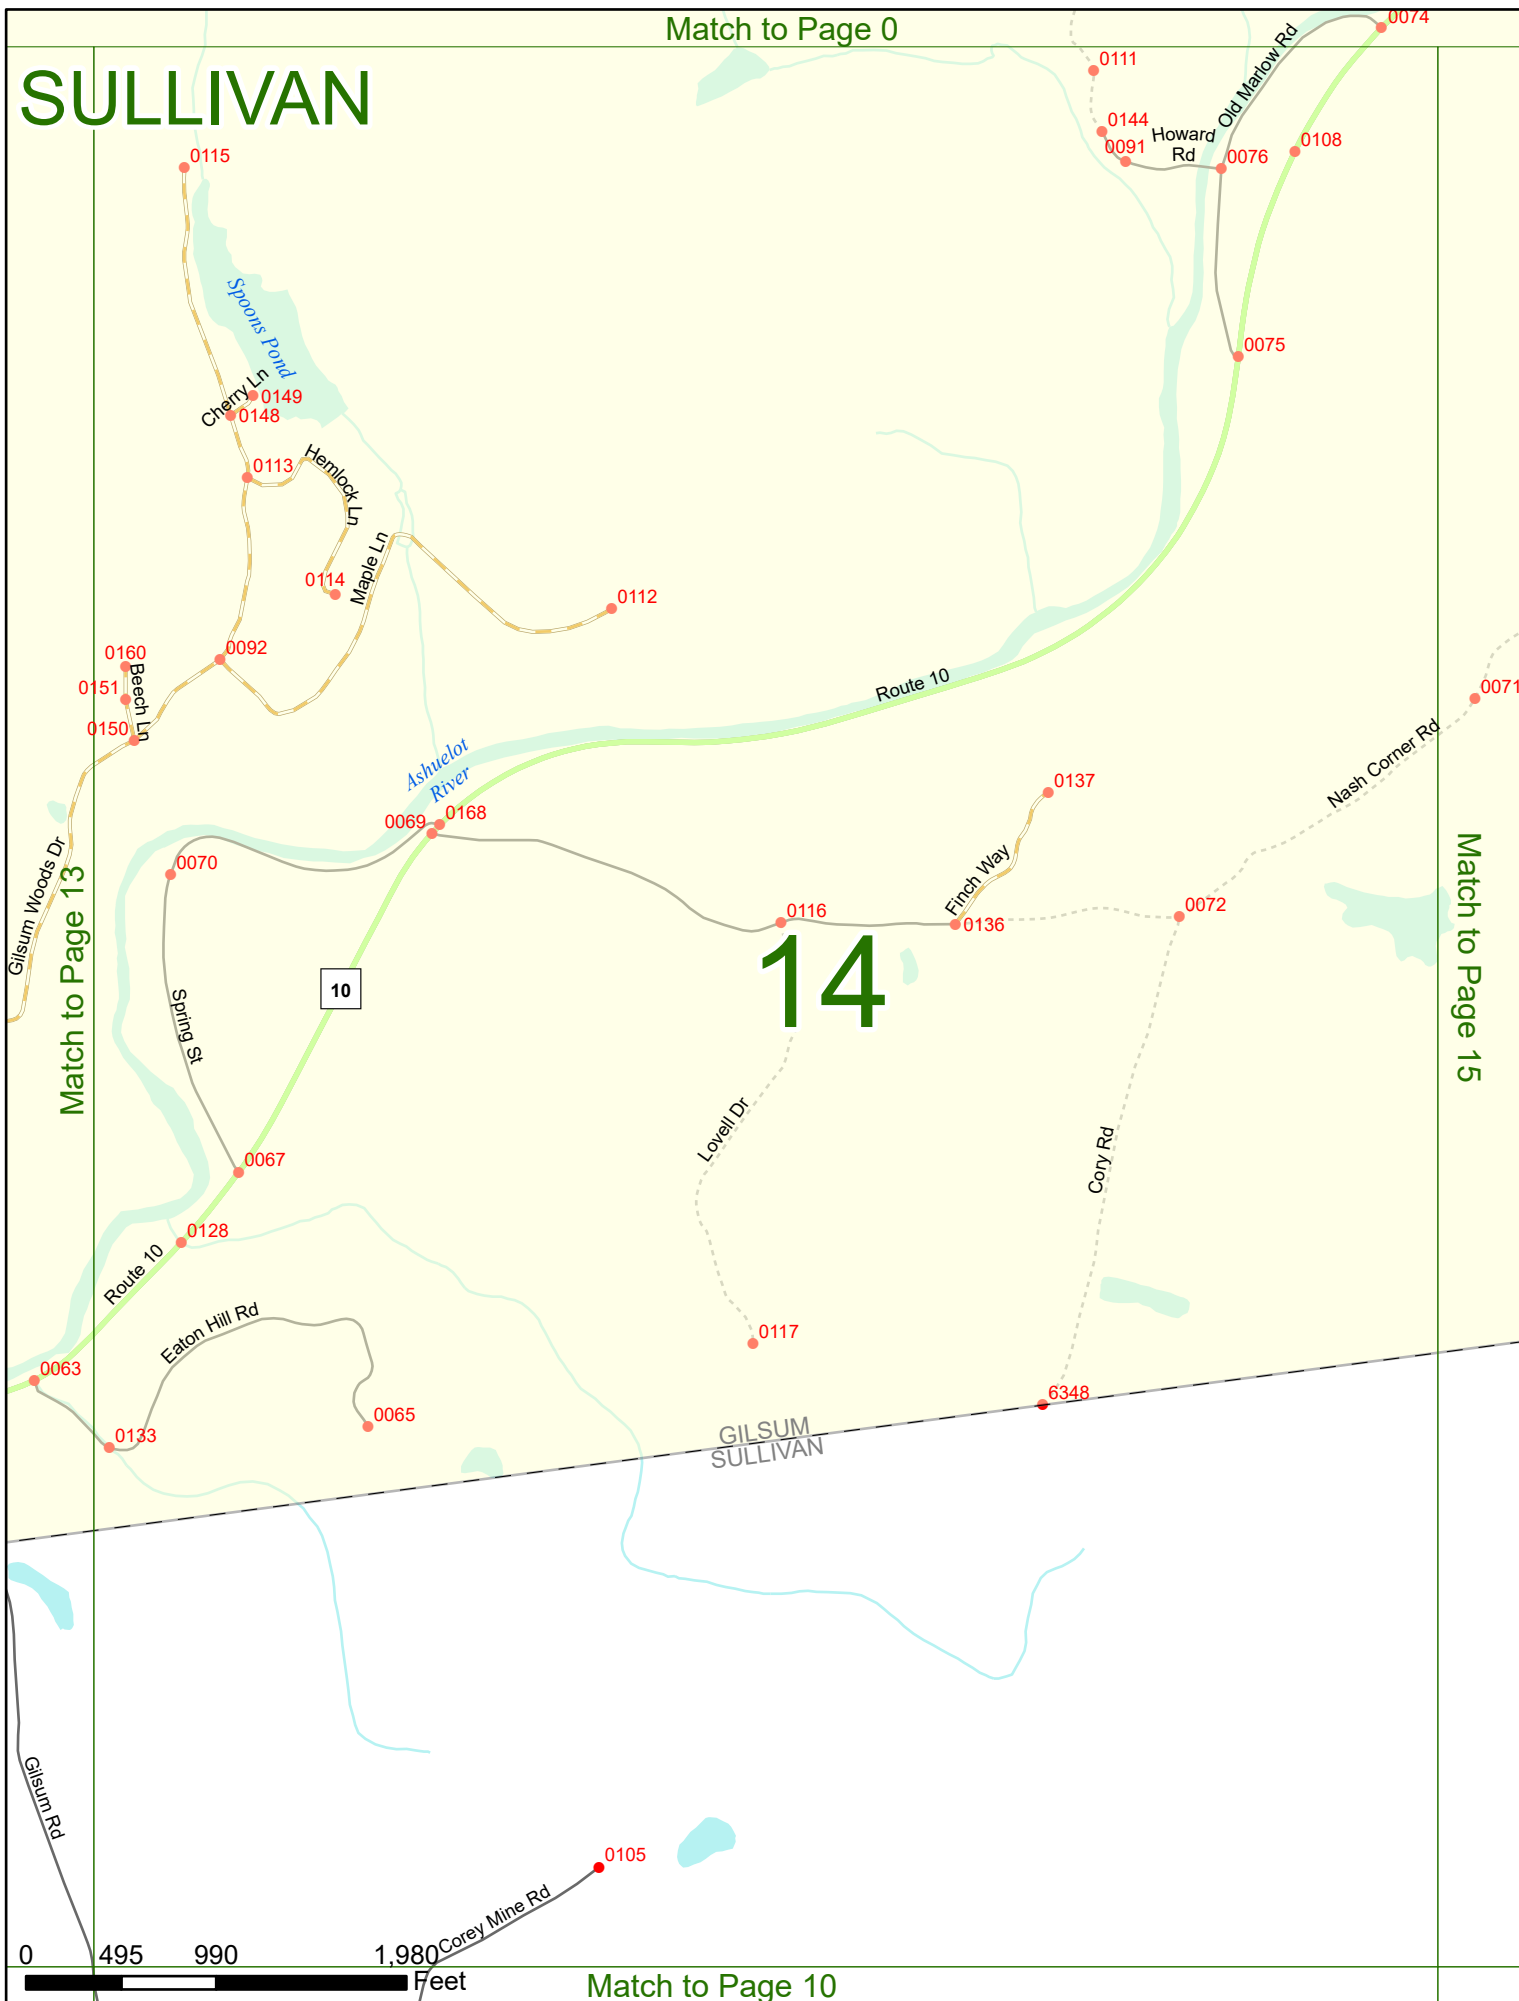 Match to Page 0
0074
SULLIVAN
0111
Old Marlow Rd
0144
Howard
Rd
0091
0076
0108
0115
Spoons Pond
0075
Cherry Ln
0149
0148
0113
Hemlock Ln
0114
Maple Ln
0112
0092
0160
Beech Ln
0151
0150
Route 10
0071
Nash Corner Rd
Ashuelot
River
0137
0168
0069
0070
Gilsum Woods Dr
Match to Page 13
Finch Way
0116
0136
0072
Match to Page 15
14
10
Spring St
Lovell Dr
Cory Rd
0067
0128
Route 10
Eaton Hill Rd
0117
0063
0065
0133
6348
GILSUM
SULLIVAN
Gilsum Rd
0105
Corey Mine Rd
0 495 990 1,980
Feet
Match to Page 10